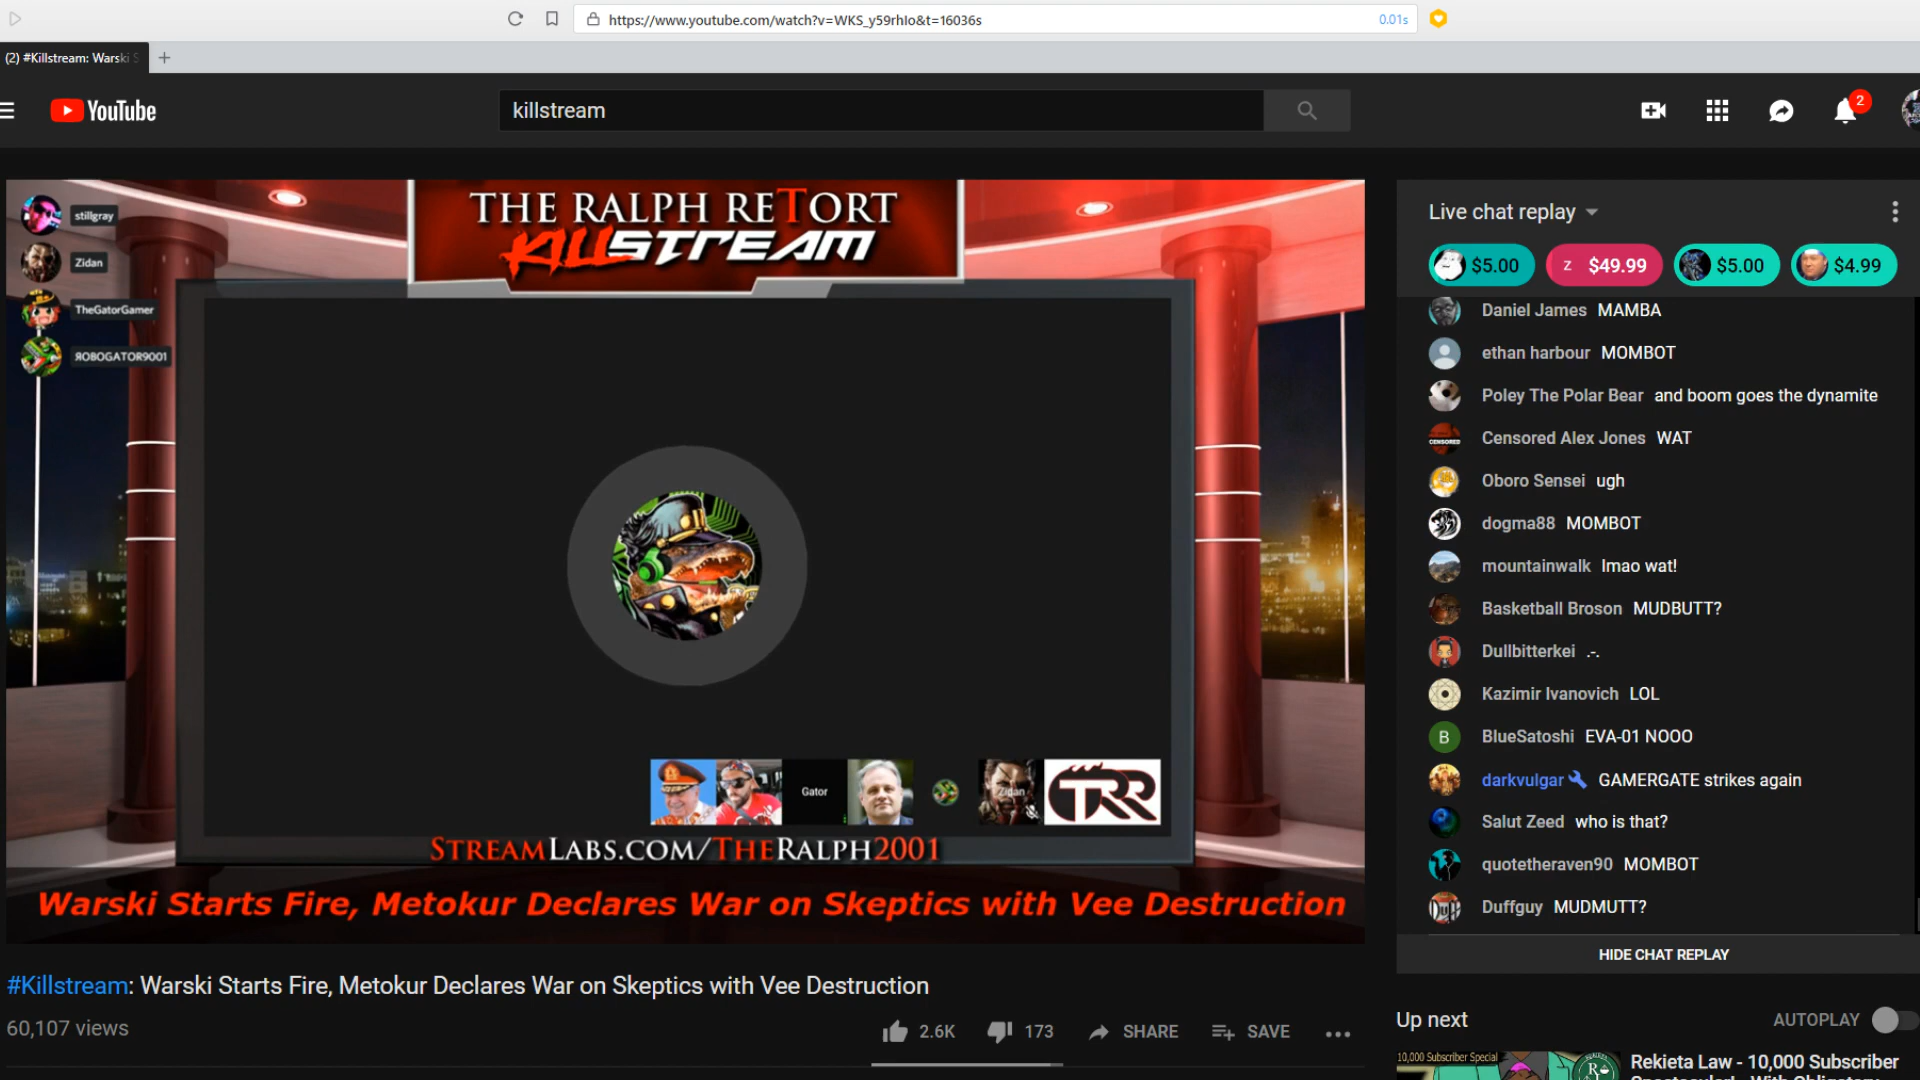 https://www.youtube.com/watch?v=WKS_y59rhIo&t=16036s
0.01s
(2) #Killstream: Warski S
YouTube
killstream
2
THE RALPH RETORT
KILLSTREAM
stillgray
Zidan
TheGatorGamer
ЯOBOGATOR9001
Gator
Zidan
TRR
STREAMLABS.COM/THERALPH2001
Warski Starts Fire, Metokur Declares War on Skeptics with Vee Destruction
#Killstream: Warski Starts Fire, Metokur Declares War on Skeptics with Vee Destruction
60,107 views
2.6K
173
SHARE
SAVE
Live chat replay
$5.00
Z $49.99
$5.00
$4.99
Daniel James MAMBA
ethan harbour MOMBOT
Poley The Polar Bear and boom goes the dynamite
CENSORED
Censored Alex Jones WAT
Oboro Sensei ugh
dogma88 MOMBOT
mountainwalk lmao wat!
Basketball Broson MUDBUTT?
Dullbitterkei .-.
Kazimir Ivanovich LOL
B
BlueSatoshi EVA-01 NOOO
darkvulgar GAMERGATE strikes again
Salut Zeed who is that?
quotetheraven90 MOMBOT
Duffguy MUDMUTT?
HIDE CHAT REPLAY
Up next
AUTOPLAY
10,000 Subscriber Special
Rekieta Law - 10,000 Subscriber